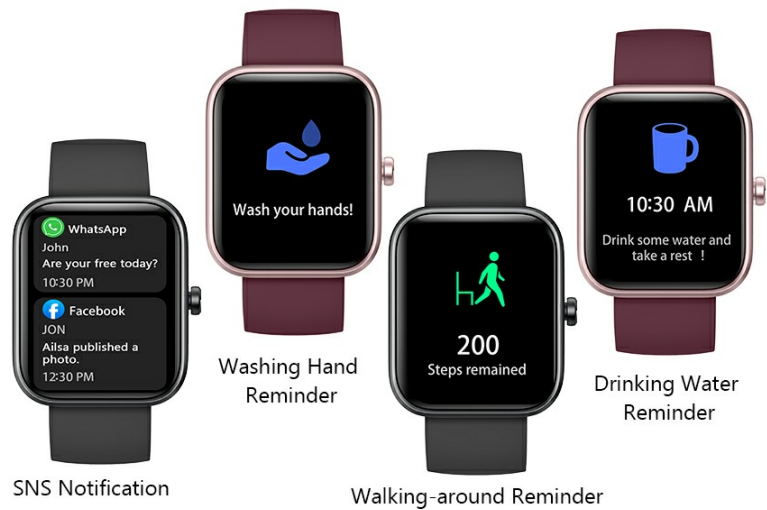 WhatsApp
John
Are your free today?
10:30 PM
Facebook
JON
Ailsa published a
photo.
12:30 PM
SNS Notification
Wash your hands!
Washing Hand
Reminder
200
Steps remained
Walking-around Reminder
10:30 AM
Drink some water and
take a rest !
Drinking Water
Reminder